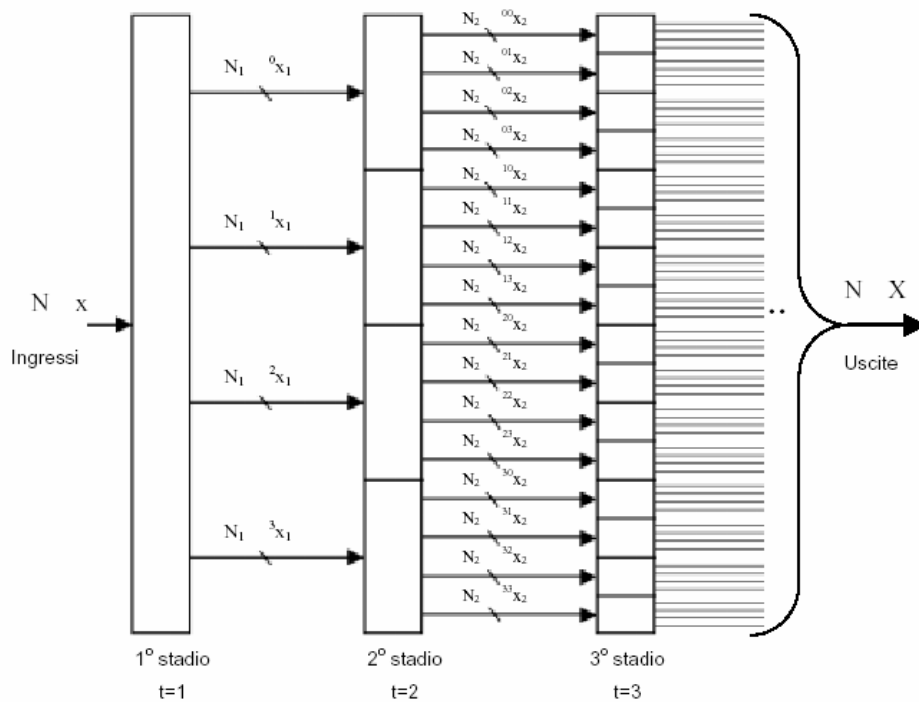 N₂ ⁰⁰x₂
N₂ ⁰¹x₂
N₂ ⁰²x₂
N₂ ⁰³x₂
N₂ ¹⁰x₂
N₂ ¹¹x₂
N₂ ¹²x₂
N₂ ¹³x₂
N₂ ²⁰x₂
N₂ ²¹x₂
N₂ ²²x₂
N₂ ²³x₂
N₂ ³⁰x₂
N₂ ³¹x₂
N₂ ³²x₂
N₂ ³³x₂
N₁ ⁰x₁
N₁ ¹x₁
N₁ ²x₁
N₁ ³x₁
N x
Ingressi
..
N X
Uscite
1° stadio
t=1
2° stadio
t=2
3° stadio
t=3